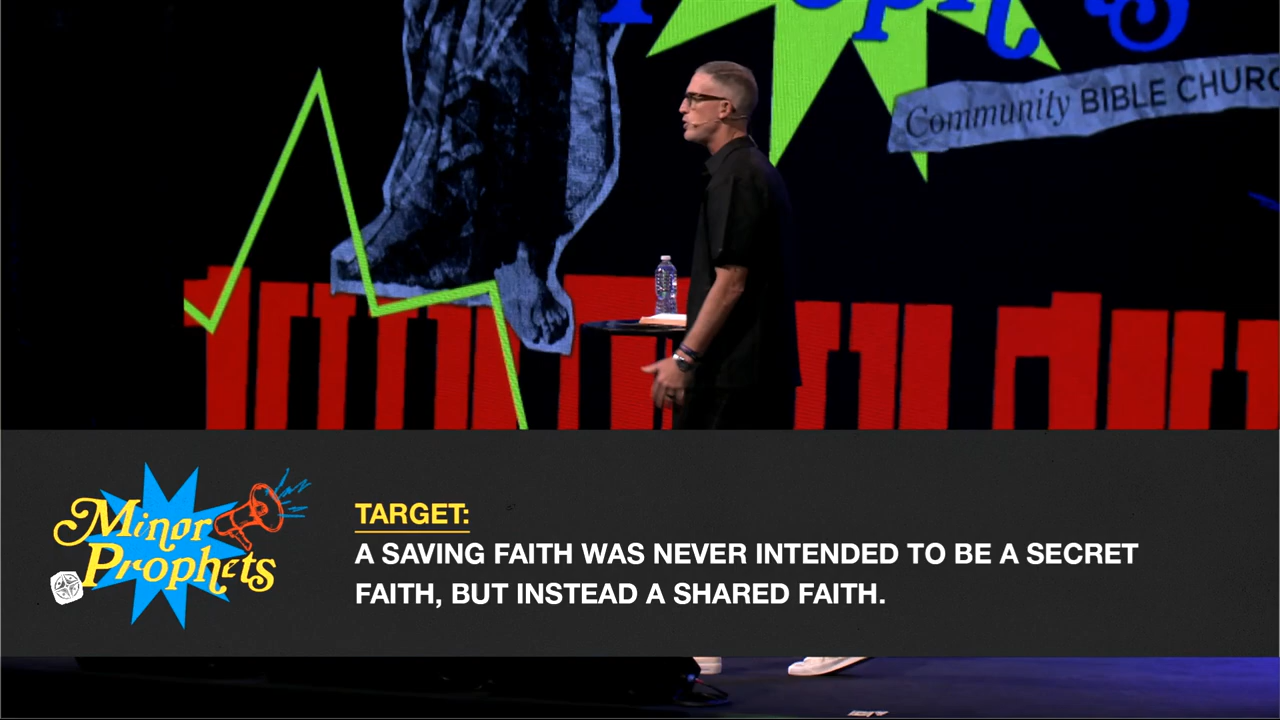 Prophets
Community BIBLE CHURC
Minor
Prophets
TARGET:
A SAVING FAITH WAS NEVER INTENDED TO BE A SECRET
FAITH, BUT INSTEAD A SHARED FAITH.